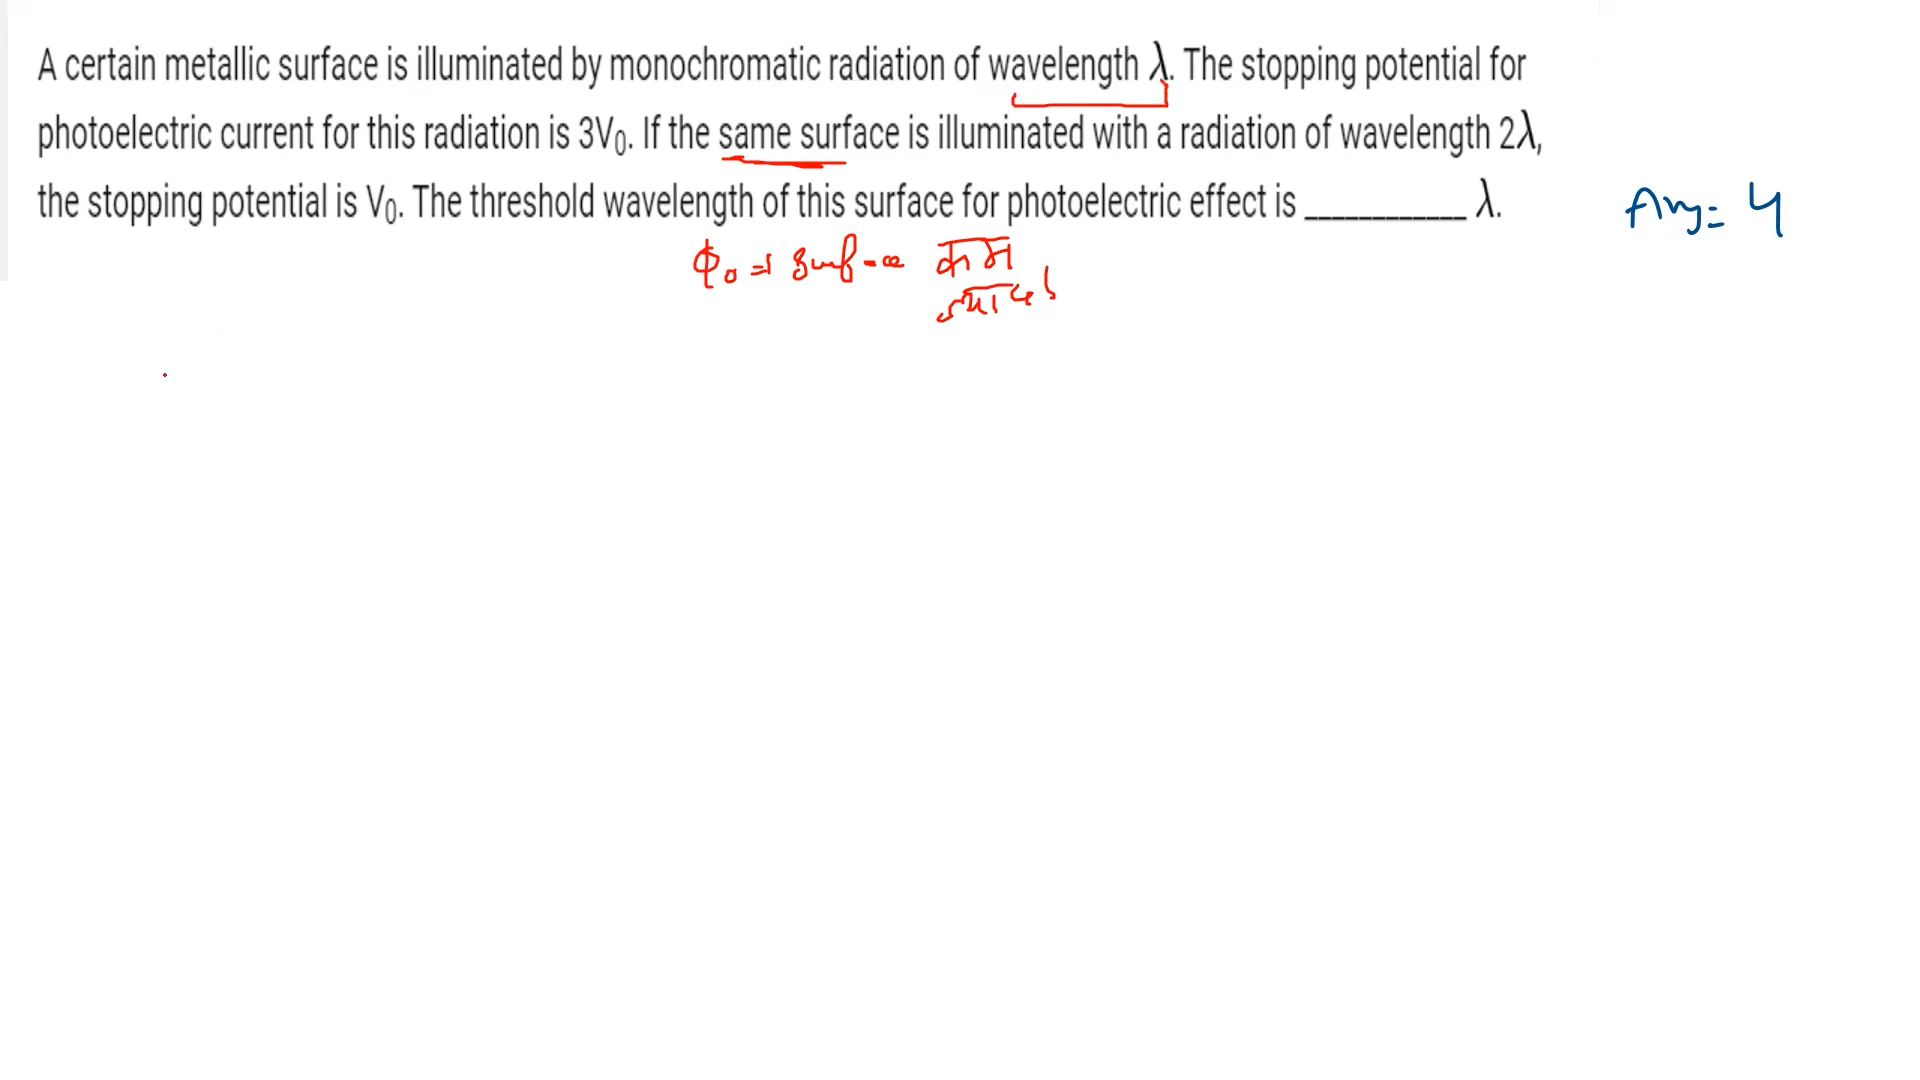 A certain metallic surface is illuminated by monochromatic radiation of wavelength λ. The stopping potential for
photoelectric current for this radiation is 3V₀. If the same surface is illuminated with a radiation of wavelength 2λ,
the stopping potential is V₀. The threshold wavelength of this surface for photoelectric effect is ____________ λ.
Ans= 4
Φ₀ ⇒